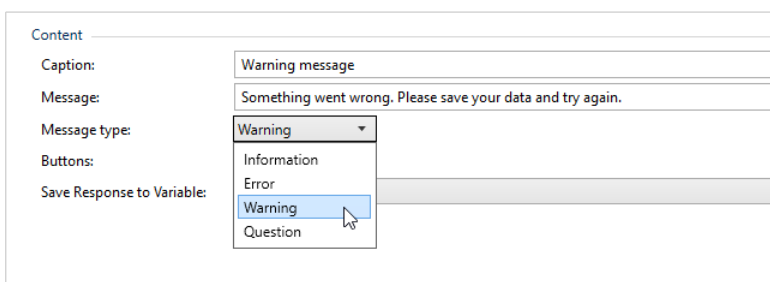 Content
Caption: Warning message
Message: Something went wrong. Please save your data and try again.
Message type: Warning
Buttons: Information
Error
Save Response to Variable:
Warning
Question